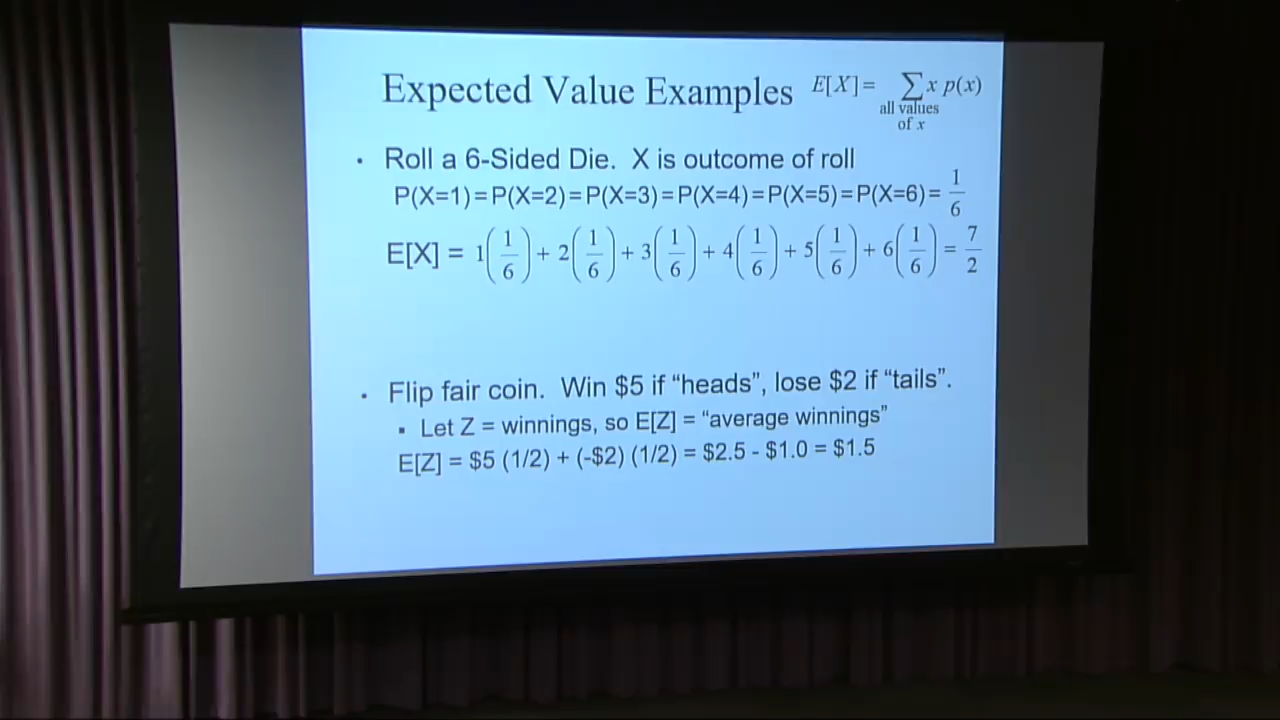 Expected Value Examples E[X]= ∑ x p(x)
all values
of x
• Roll a 6-Sided Die. X is outcome of roll
P(X=1)=P(X=2)=P(X=3)=P(X=4)=P(X=5)=P(X=6)= 1/6
E[X] = 1(1/6) + 2(1/6) + 3(1/6) + 4(1/6) + 5(1/6) + 6(1/6) = 7/2
• Flip fair coin. Win $5 if “heads”, lose $2 if “tails”.
▪ Let Z = winnings, so E[Z] = “average winnings”
E[Z] = $5 (1/2) + (-$2) (1/2) = $2.5 - $1.0 = $1.5